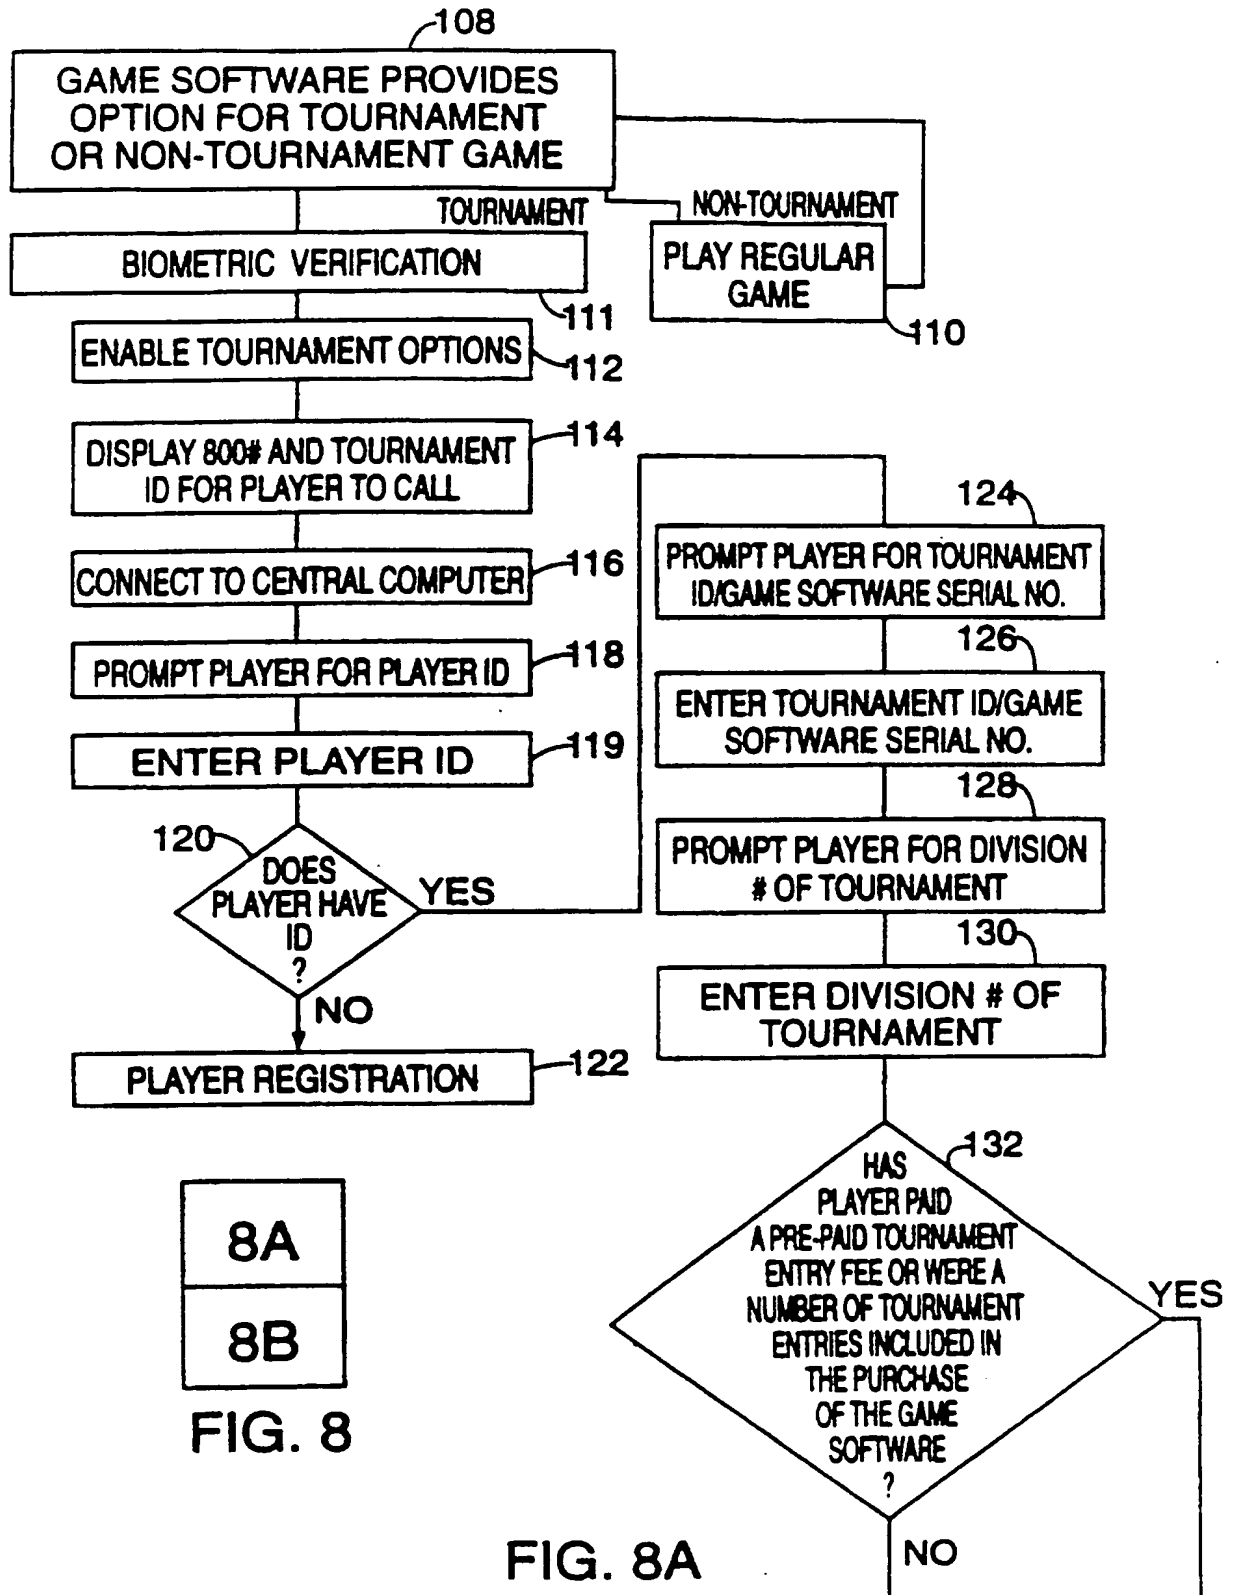 108
GAME SOFTWARE PROVIDES
OPTION FOR TOURNAMENT
OR NON-TOURNAMENT GAME
TOURNAMENT
NON-TOURNAMENT
BIOMETRIC VERIFICATION
111
PLAY REGULAR
GAME
110
ENABLE TOURNAMENT OPTIONS
112
DISPLAY 800# AND TOURNAMENT
ID FOR PLAYER TO CALL
114
CONNECT TO CENTRAL COMPUTER
116
PROMPT PLAYER FOR PLAYER ID
118
ENTER PLAYER ID
119
120
DOES
PLAYER HAVE
ID
?
YES
NO
PLAYER REGISTRATION
122
124
PROMPT PLAYER FOR TOURNAMENT
ID/GAME SOFTWARE SERIAL NO.
126
ENTER TOURNAMENT ID/GAME
SOFTWARE SERIAL NO.
128
PROMPT PLAYER FOR DIVISION
# OF TOURNAMENT
130
ENTER DIVISION # OF
TOURNAMENT
132
HAS
PLAYER PAID
A PRE-PAID TOURNAMENT
ENTRY FEE OR WERE A
NUMBER OF TOURNAMENT
ENTRIES INCLUDED IN
THE PURCHASE
OF THE GAME
SOFTWARE
?
YES
NO
8A
8B
FIG. 8
FIG. 8A